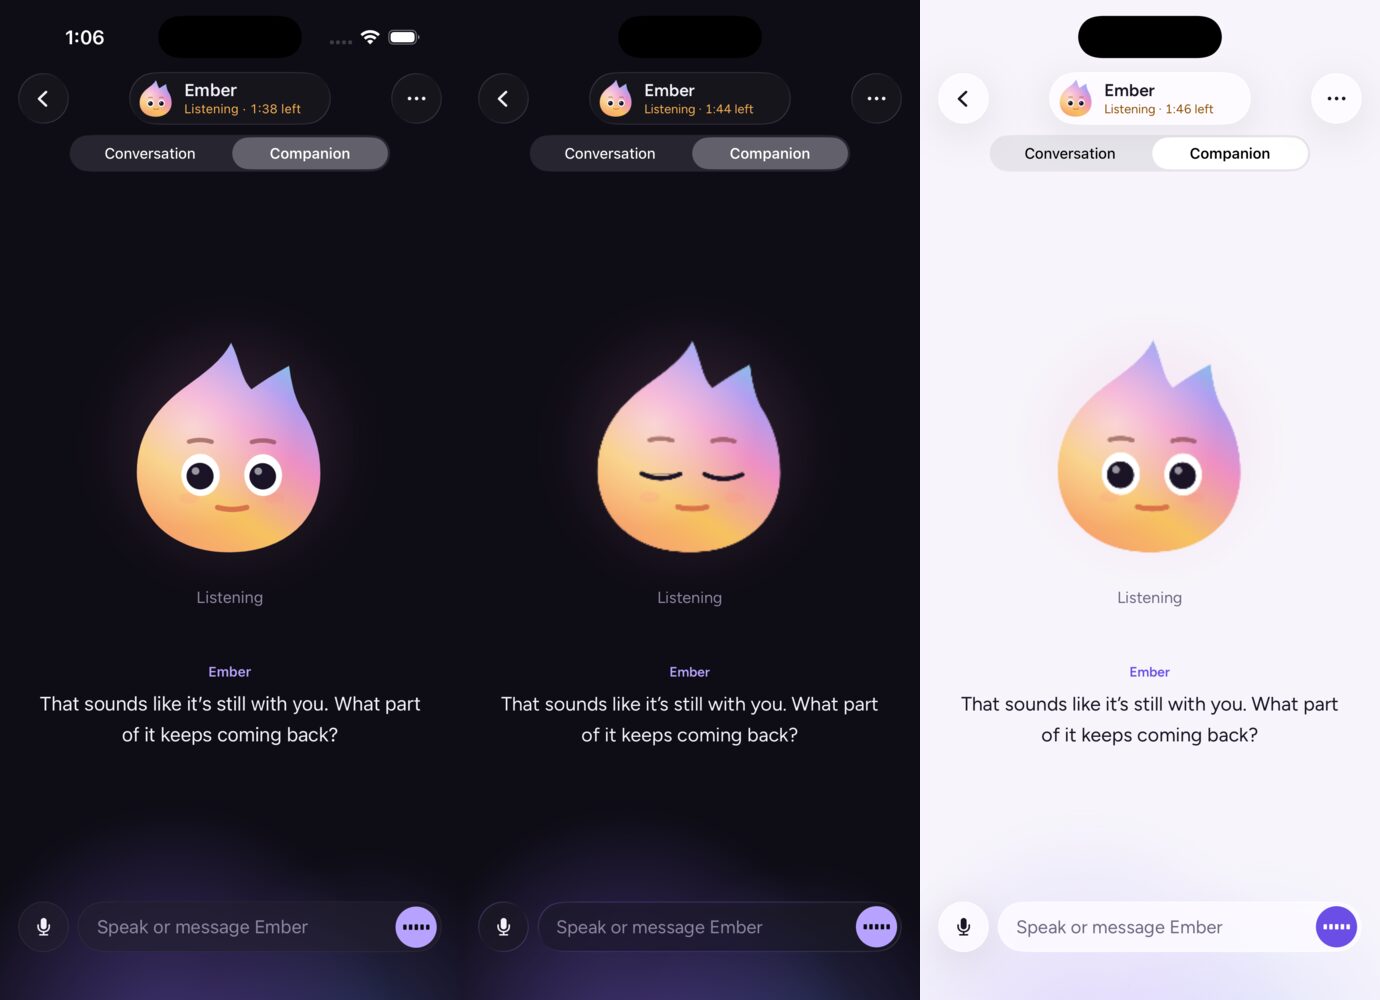 1:06
Ember
Listening · 1:38 left
Conversation
Companion
Listening
Ember
That sounds like it's still with you. What part
of it keeps coming back?
Speak or message Ember
Ember
Listening · 1:44 left
Conversation
Companion
Listening
Ember
That sounds like it's still with you. What part
of it keeps coming back?
Speak or message Ember
Ember
Listening · 1:46 left
Conversation
Companion
Listening
Ember
That sounds like it's still with you. What part
of it keeps coming back?
Speak or message Ember